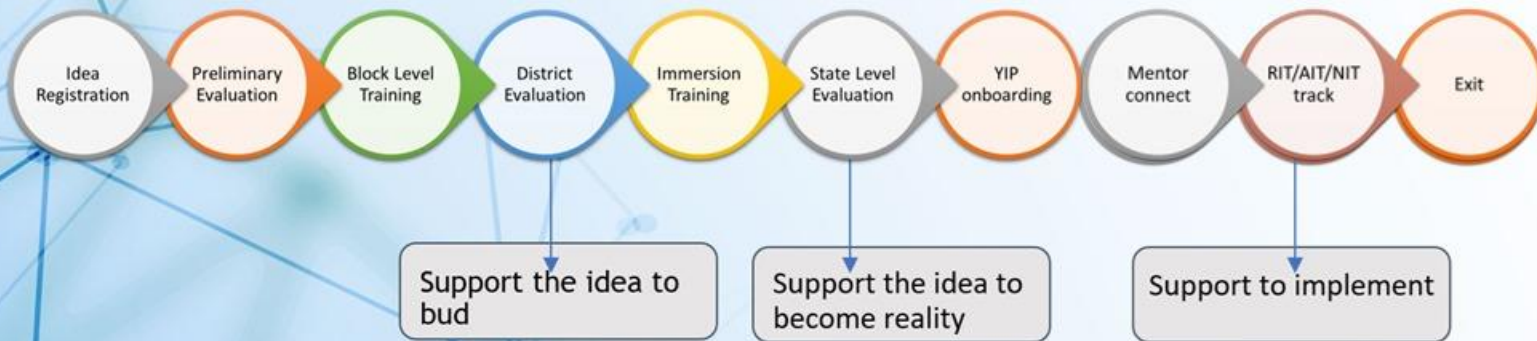 Idea
Registration
Preliminary
Evaluation
Block Level
Training
District
Evaluation
Immersion
Training
State Level
Evaluation
YIP
onboarding
Mentor
connect
RIT/AIT/NIT
track
Exit
Support the idea to
bud
Support the idea to
become reality
Support to implement